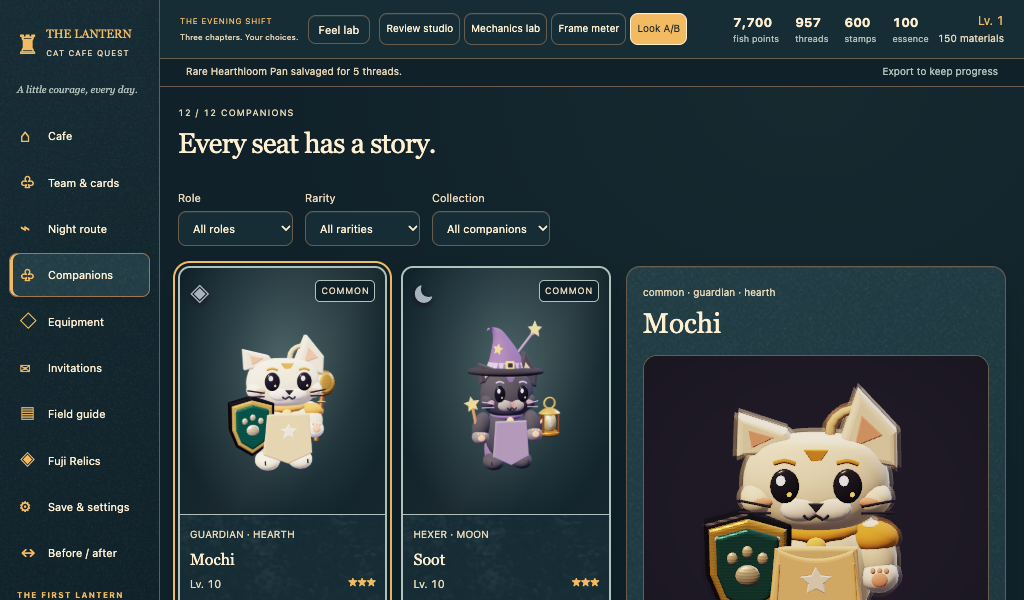 THE LANTERN
CAT CAFE QUEST
A little courage, every day.
Cafe
Team & cards
Night route
Companions
Equipment
Invitations
Field guide
Fuji Relics
Save & settings
Before / after
THE FIRST LANTERN
THE EVENING SHIFT
Three chapters. Your choices.
Feel lab
Review studio
Mechanics lab
Frame meter
Look A/B
7,700
fish points
957
threads
600
stamps
100
essence
Lv. 1
150 materials
Rare Hearthloom Pan salvaged for 5 threads.
Export to keep progress
12 / 12 COMPANIONS
Every seat has a story.
Role
All roles
Rarity
All rarities
Collection
All companions
COMMON
GUARDIAN · HEARTH
Mochi
Lv. 10
COMMON
HEXER · MOON
Soot
Lv. 10
common · guardian · hearth
Mochi